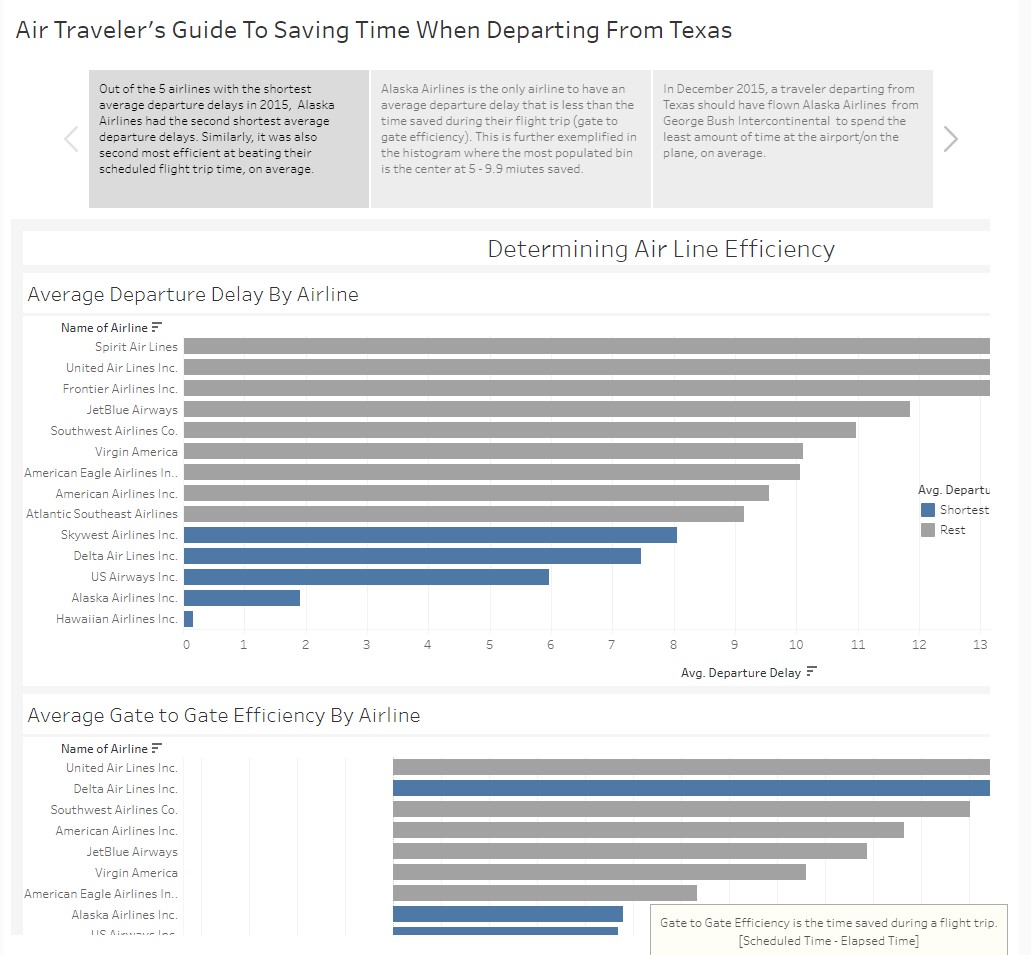 Air Traveler’s Guide To Saving Time When Departing From Texas
Out of the 5 airlines with the shortest
average departure delays in 2015, Alaska
Airlines had the second shortest average
departure delays. Similarly, it was also
second most efficient at beating their
scheduled flight trip time, on average.
Alaska Airlines is the only airline to have an
average departure delay that is less than the
time saved during their flight trip (gate to
gate efficiency). This is further exemplified in
the histogram where the most populated bin
is the center at 5 - 9.9 miutes saved.
In December 2015, a traveler departing from
Texas should have flown Alaska Airlines from
George Bush Intercontinental to spend the
least amount of time at the airport/on the
plane, on average.
Determining Air Line Efficiency
Average Departure Delay By Airline
Name of Airline
Spirit Air Lines
United Air Lines Inc.
Frontier Airlines Inc.
JetBlue Airways
Southwest Airlines Co.
Virgin America
American Eagle Airlines In..
American Airlines Inc.
Atlantic Southeast Airlines
Skywest Airlines Inc.
Delta Air Lines Inc.
US Airways Inc.
Alaska Airlines Inc.
Hawaiian Airlines Inc.
Avg. Departu
Shortest
Rest
0 1 2 3 4 5 6 7 8 9 10 11 12 13
Avg. Departure Delay
Average Gate to Gate Efficiency By Airline
Name of Airline
United Air Lines Inc.
Delta Air Lines Inc.
Southwest Airlines Co.
American Airlines Inc.
JetBlue Airways
Virgin America
American Eagle Airlines In..
Alaska Airlines Inc.
US Airways Inc.
Gate to Gate Efficiency is the time saved during a flight trip.
[Scheduled Time - Elapsed Time]